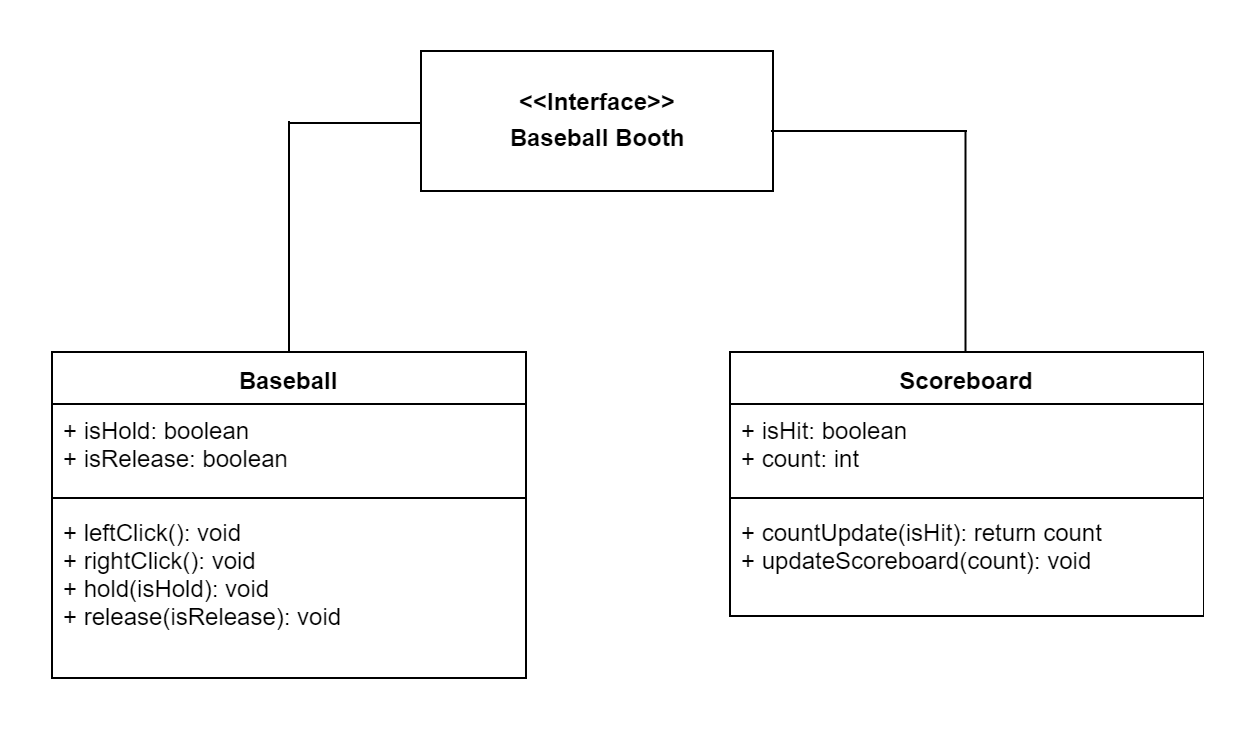 <<Interface>>
Baseball Booth
Baseball
+ isHold: boolean
+ isRelease: boolean
+ leftClick(): void
+ rightClick(): void
+ hold(isHold): void
+ release(isRelease): void
Scoreboard
+ isHit: boolean
+ count: int
+ countUpdate(isHit): return count
+ updateScoreboard(count): void